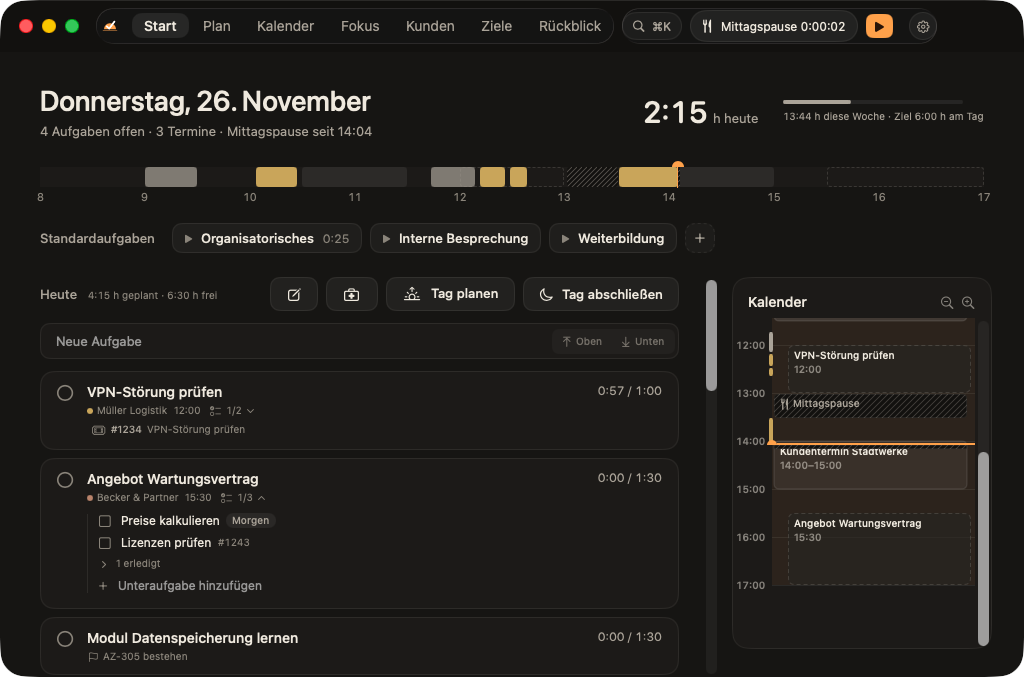 Start Plan Kalender Fokus Kunden Ziele Rückblick ⌘K Mittagspause 0:00:02
Donnerstag, 26. November
4 Aufgaben offen · 3 Termine · Mittagspause seit 14:04
2:15 h heute
13:44 h diese Woche · Ziel 6:00 h am Tag
8 9 10 11 12 13 14 15 16 17
Standardaufgaben Organisatorisches 0:25 Interne Besprechung Weiterbildung +
Heute 4:15 h geplant · 6:30 h frei Tag planen Tag abschließen
Neue Aufgabe Oben Unten
VPN-Störung prüfen 0:57 / 1:00
Müller Logistik 12:00 1/2
#1234 VPN-Störung prüfen
Angebot Wartungsvertrag 0:00 / 1:30
Becker & Partner 15:30 1/3
Preise kalkulieren Morgen
Lizenzen prüfen #1243
1 erledigt
+ Unteraufgabe hinzufügen
Modul Datenspeicherung lernen 0:00 / 1:30
AZ-305 bestehen
Kalender
12:00
VPN-Störung prüfen
12:00
13:00
Mittagspause
14:00
Kundentermin Stadtwerke
14:00–15:00
15:00
Angebot Wartungsvertrag
15:30
16:00
17:00